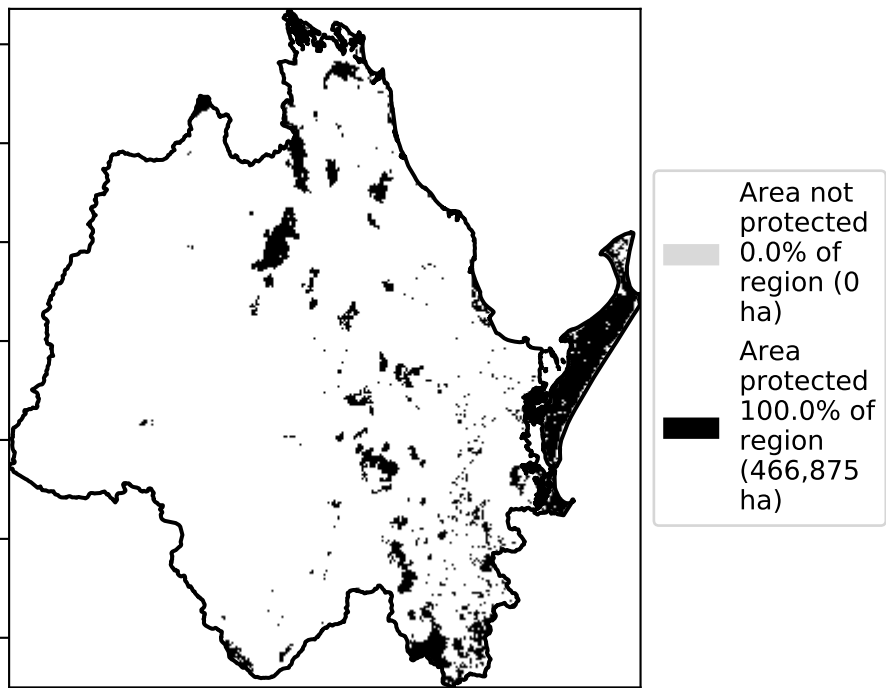 Area not
protected
0.0% of
region (0
ha)
Area
protected
100.0% of
region
(466,875
ha)